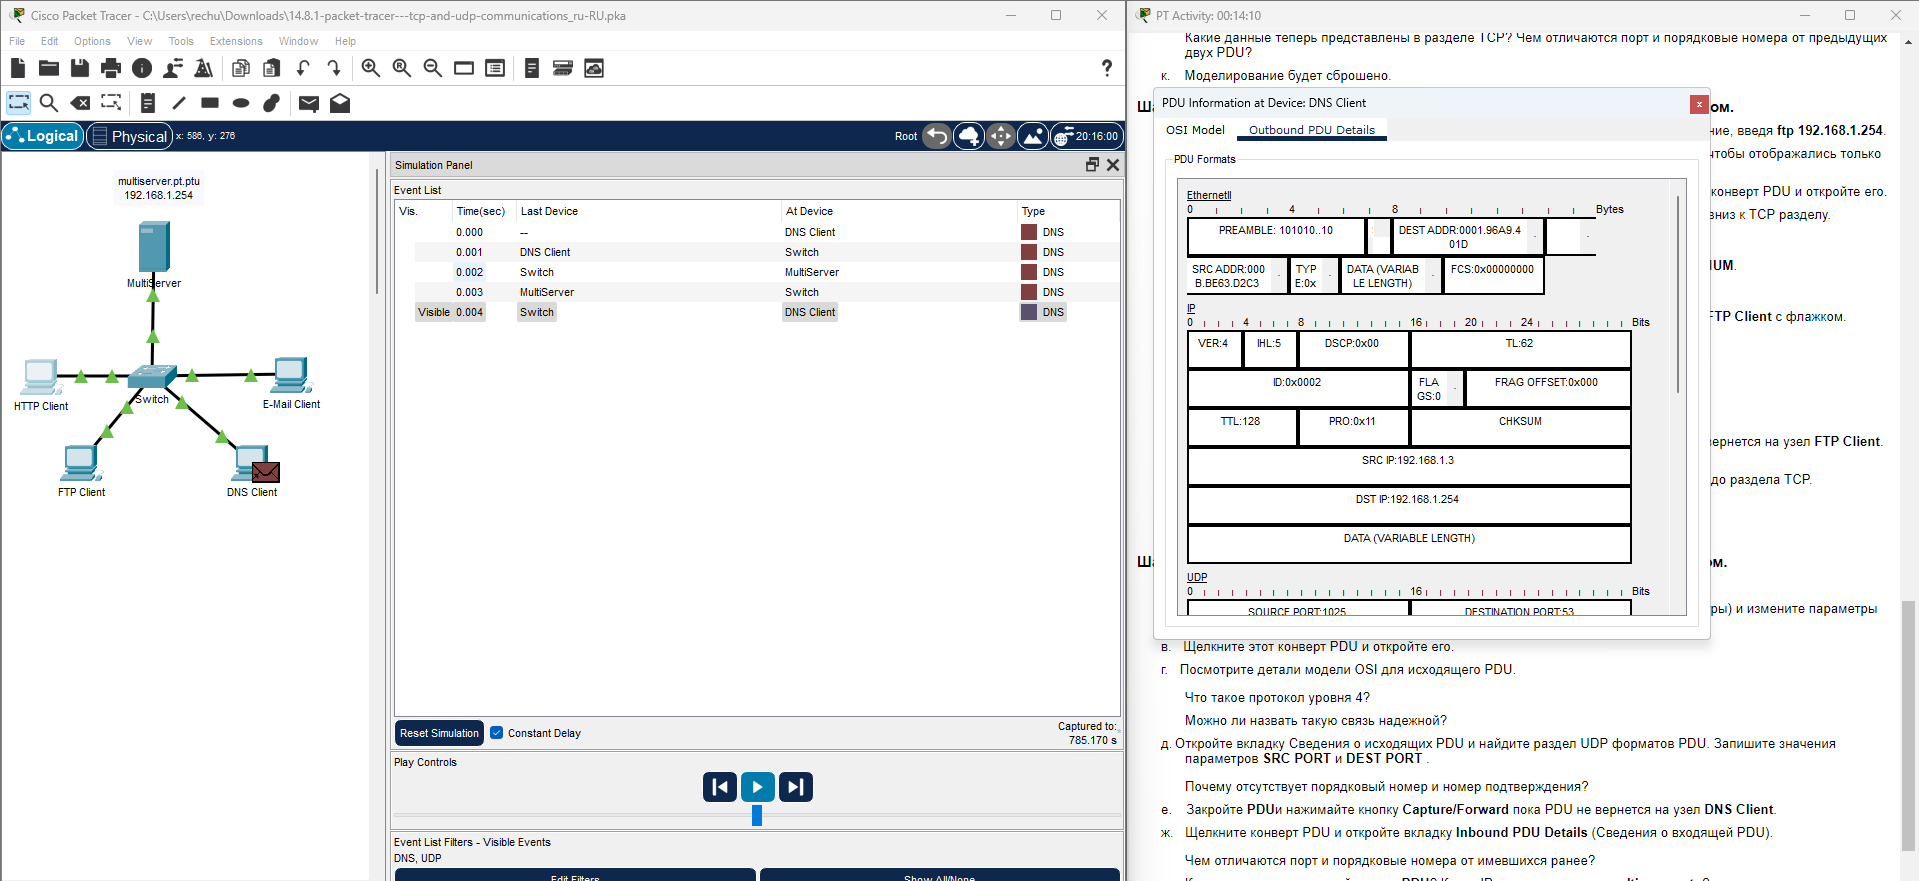 Cisco Packet Tracer - C:\Users\rechu\Downloads\14.8.1-packet-tracer---tcp-and-udp-communications_ru-RU.pka
File Edit Options View Tools Extensions Window Help
?
Logical Physical x: 586, y: 276
Root 20:16:00
multiserver.pt.ptu
192.168.1.254
MultiServer
HTTP Client
Switch
E-Mail Client
FTP Client
DNS Client
Simulation Panel
Event List
Vis. Time(sec) Last Device At Device Type
0.000 -- DNS Client DNS
0.001 DNS Client Switch DNS
0.002 Switch MultiServer DNS
0.003 MultiServer Switch DNS
Visible 0.004 Switch DNS Client DNS
Reset Simulation Constant Delay
Captured to:
785.170 s
Play Controls
Event List Filters - Visible Events
DNS, UDP
Edit Filters Show All/None
PT Activity: 00:14:10
Какие данные теперь представлены в разделе TCP? Чем отличаются порт и порядковые номера от предыдущих
двух PDU?
к. Моделирование будет сброшено.
PDU Information at Device: DNS Client
OSI Model Outbound PDU Details
PDU Formats
EthernetII
0 4 8 Bytes
PREAMBLE: 101010..10
DEST ADDR:0001.96A9.4
01D
SRC ADDR:000
B.BE63.D2C3
TYP
E:0x
DATA (VARIAB
LE LENGTH)
FCS:0x00000000
IP
0 4 8 16 20 24 Bits
VER:4 IHL:5 DSCP:0x00 TL:62
ID:0x0002
FLA
GS:0
FRAG OFFSET:0x000
TTL:128 PRO:0x11 CHKSUM
SRC IP:192.168.1.3
DST IP:192.168.1.254
DATA (VARIABLE LENGTH)
UDP
0 16 Bits
SOURCE PORT:1025 DESTINATION PORT:53
Ша
ом.
ние, введя ftp 192.168.1.254.
чтобы отображались только
конверт PDU и откройте его.
вниз к TCP разделу.
NUM.
FTP Client с флажком.
вернется на узел FTP Client.
до раздела TCP.
Ша
ом.
ры) и измените параметры
в. Щелкните этот конверт PDU и откройте его.
г. Посмотрите детали модели OSI для исходящего PDU.
Что такое протокол уровня 4?
Можно ли назвать такую связь надежной?
д. Откройте вкладку Сведения о исходящих PDU и найдите раздел UDP форматов PDU. Запишите значения
параметров SRC PORT и DEST PORT .
Почему отсутствует порядковый номер и номер подтверждения?
е. Закройте PDUи нажимайте кнопку Capture/Forward пока PDU не вернется на узел DNS Client.
ж. Щелкните конверт PDU и откройте вкладку Inbound PDU Details (Сведения о входящей PDU).
Чем отличаются порт и порядковые номера от имевшихся ранее?